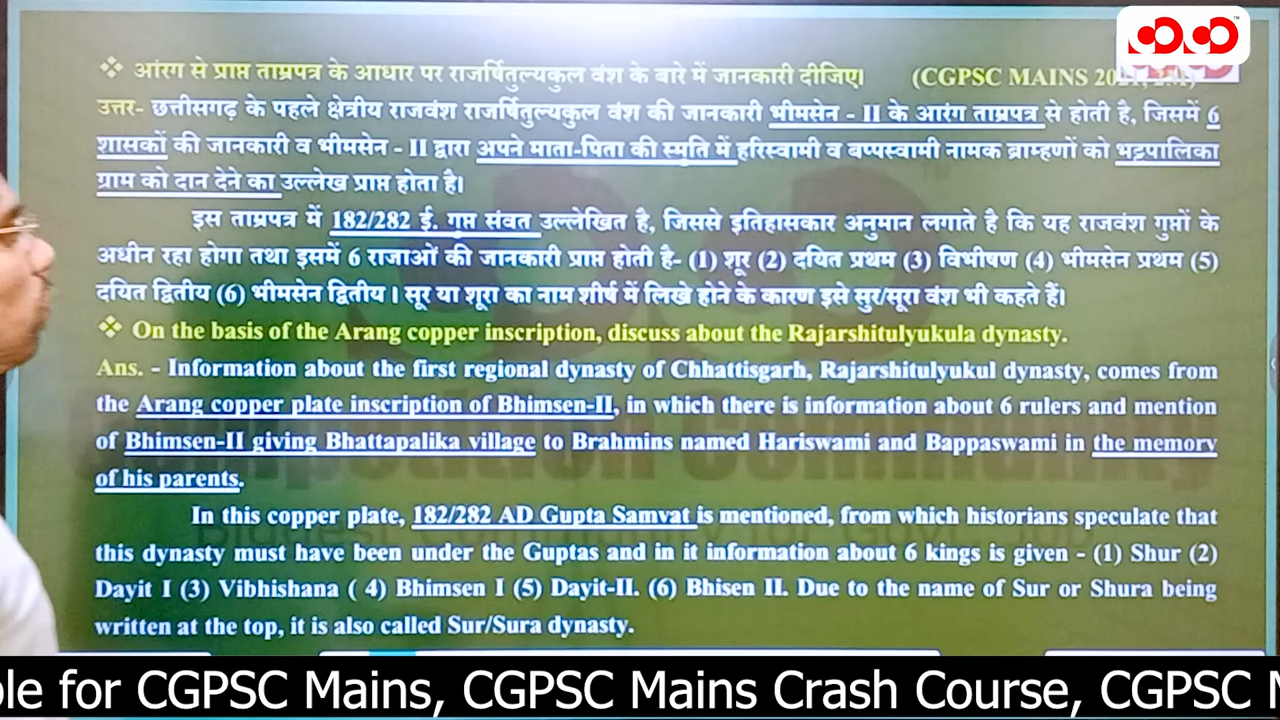 ❖ आंरग से प्राप्त ताम्रपत्र के आधार पर राजर्षितुल्यकुल वंश के बारे में जानकारी दीजिए। (CGPSC MAINS
उत्तर- छत्तीसगढ़ के पहले क्षेत्रीय राजवंश राजर्षितुल्यकुल वंश की जानकारी भीमसेन - II के आरंग ताम्रपत्र से होती है, जिसमें 6
शासकों की जानकारी व भीमसेन - II द्वारा अपने माता-पिता की स्मृति में हरिस्वामी व बप्पस्वामी नामक ब्राम्हणों को भट्टपालिका
ग्राम को दान देने का उल्लेख प्राप्त होता है।
इस ताम्रपत्र में 182/282 ई. गुप्त संवत उल्लेखित है, जिससे इतिहासकार अनुमान लगाते है कि यह राजवंश गुप्तों के
अधीन रहा होगा तथा इसमें 6 राजाओं की जानकारी प्राप्त होती है- (1) शूर (2) दयित प्रथम (3) विभीषण (4) भीमसेन प्रथम (5)
दयित द्वितीय (6) भीमसेन द्वितीय । सूर या शूरा का नाम शीर्ष में लिखे होने के कारण इसे सुर/सूरा वंश भी कहते हैं।
❖ On the basis of the Arang copper inscription, discuss about the Rajarshitulyukula dynasty.
Ans. - Information about the first regional dynasty of Chhattisgarh, Rajarshitulyukul dynasty, comes from
the Arang copper plate inscription of Bhimsen-II, in which there is information about 6 rulers and mention
of Bhimsen-II giving Bhattapalika village to Brahmins named Hariswami and Bappaswami in the memory
of his parents.
In this copper plate, 182/282 AD Gupta Samvat is mentioned, from which historians speculate that
this dynasty must have been under the Guptas and in it information about 6 kings is given - (1) Shur (2)
Dayit I (3) Vibhishana ( 4) Bhimsen I (5) Dayit-II. (6) Bhisen II. Due to the name of Sur or Shura being
written at the top, it is also called Sur/Sura dynasty.
for CGPSC Mains, CGPSC Mains Crash Course, CGPSC